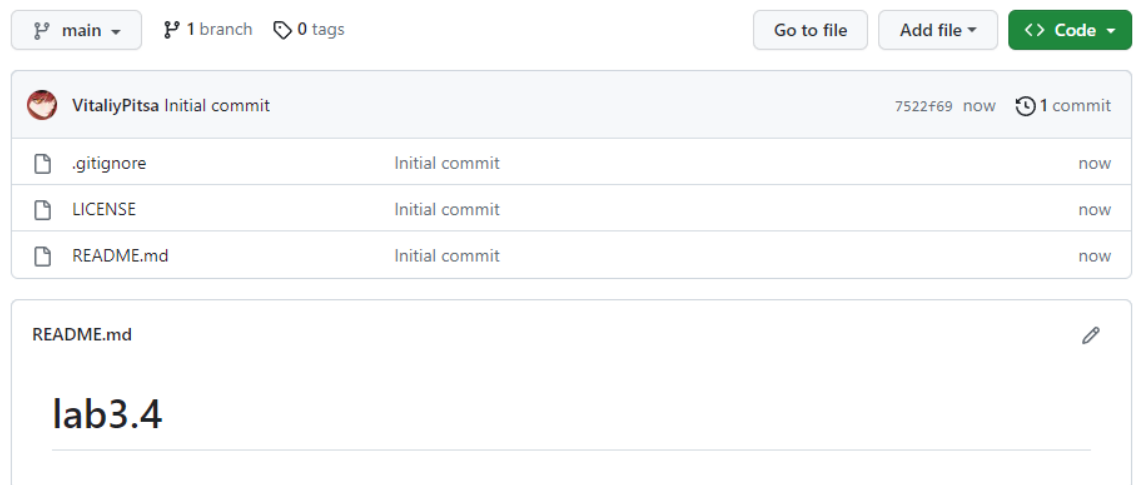 main 1 branch 0 tags Go to file Add file Code
VitaliyPitsa Initial commit 7522f69 now 1 commit
.gitignore Initial commit now
LICENSE Initial commit now
README.md Initial commit now
README.md
lab3.4